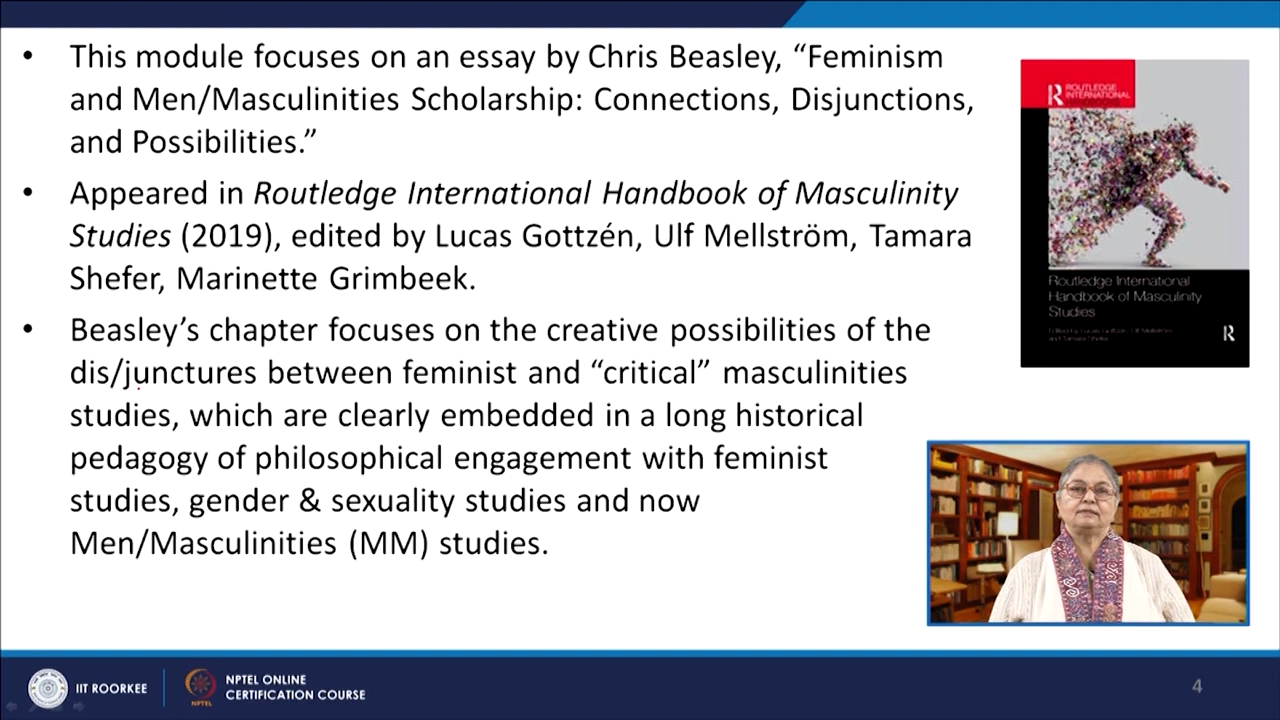 • This module focuses on an essay by Chris Beasley, “Feminism
and Men/Masculinities Scholarship: Connections, Disjunctions,
and Possibilities.”
• Appeared in Routledge International Handbook of Masculinity
Studies (2019), edited by Lucas Gottzén, Ulf Mellström, Tamara
Shefer, Marinette Grimbeek.
• Beasley’s chapter focuses on the creative possibilities of the
dis/junctures between feminist and “critical” masculinities
studies, which are clearly embedded in a long historical
pedagogy of philosophical engagement with feminist
studies, gender & sexuality studies and now
Men/Masculinities (MM) studies.
R ROUTLEDGE
INTERNATIONAL
HANDBOOKS
Routledge International
Handbook of Masculinity
Studies
R
IIT ROORKEE
NPTEL
NPTEL ONLINE
CERTIFICATION COURSE
4